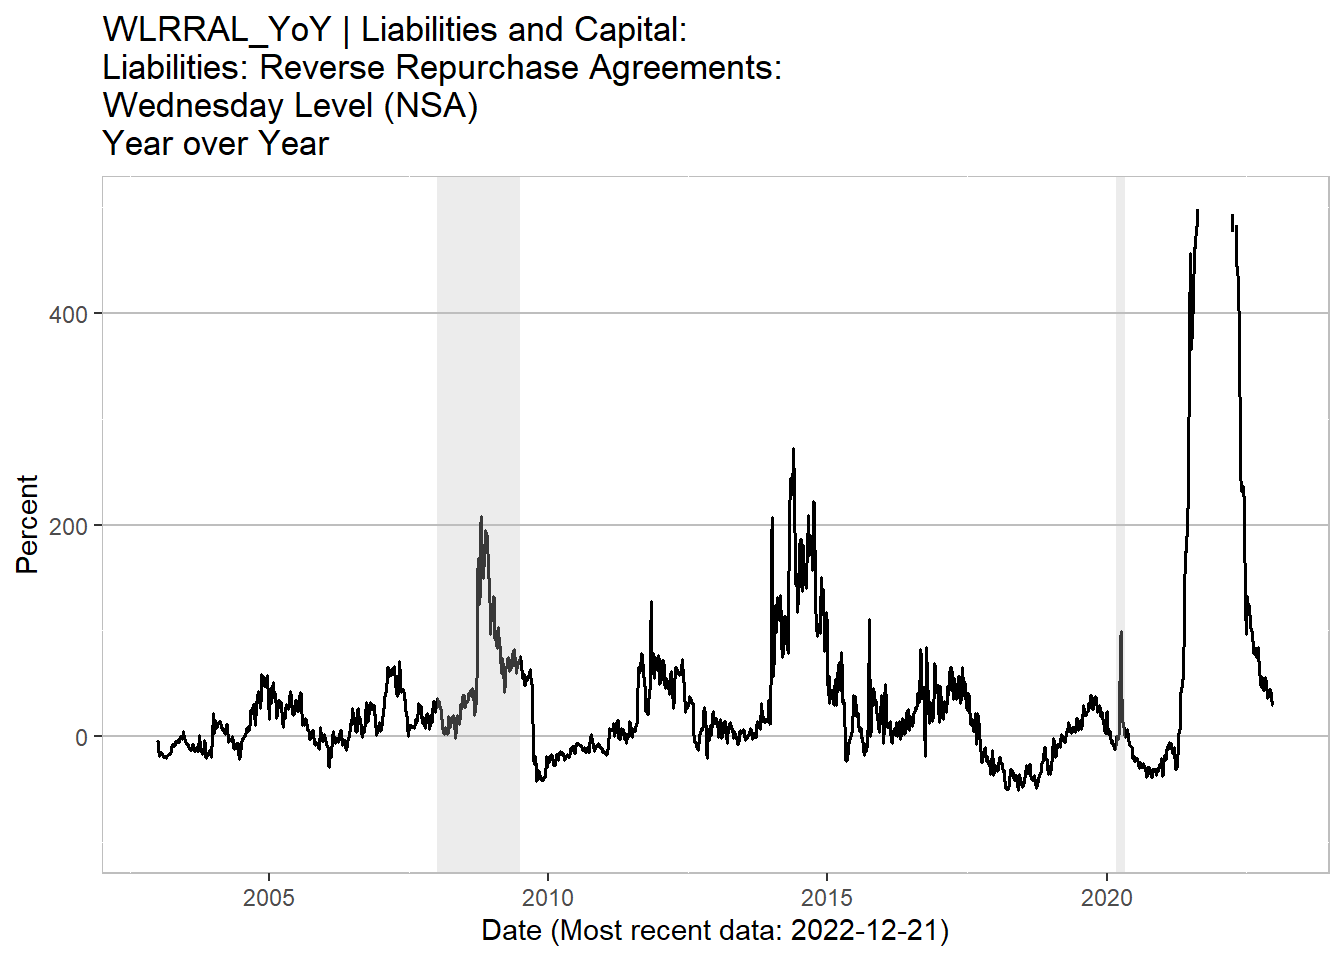 WLRRAL_YoY | Liabilities and Capital:
Liabilities: Reverse Repurchase Agreements:
Wednesday Level (NSA)
Year over Year
Percent
400
200
0
2005
2010
2015
2020
Date (Most recent data: 2022-12-21)